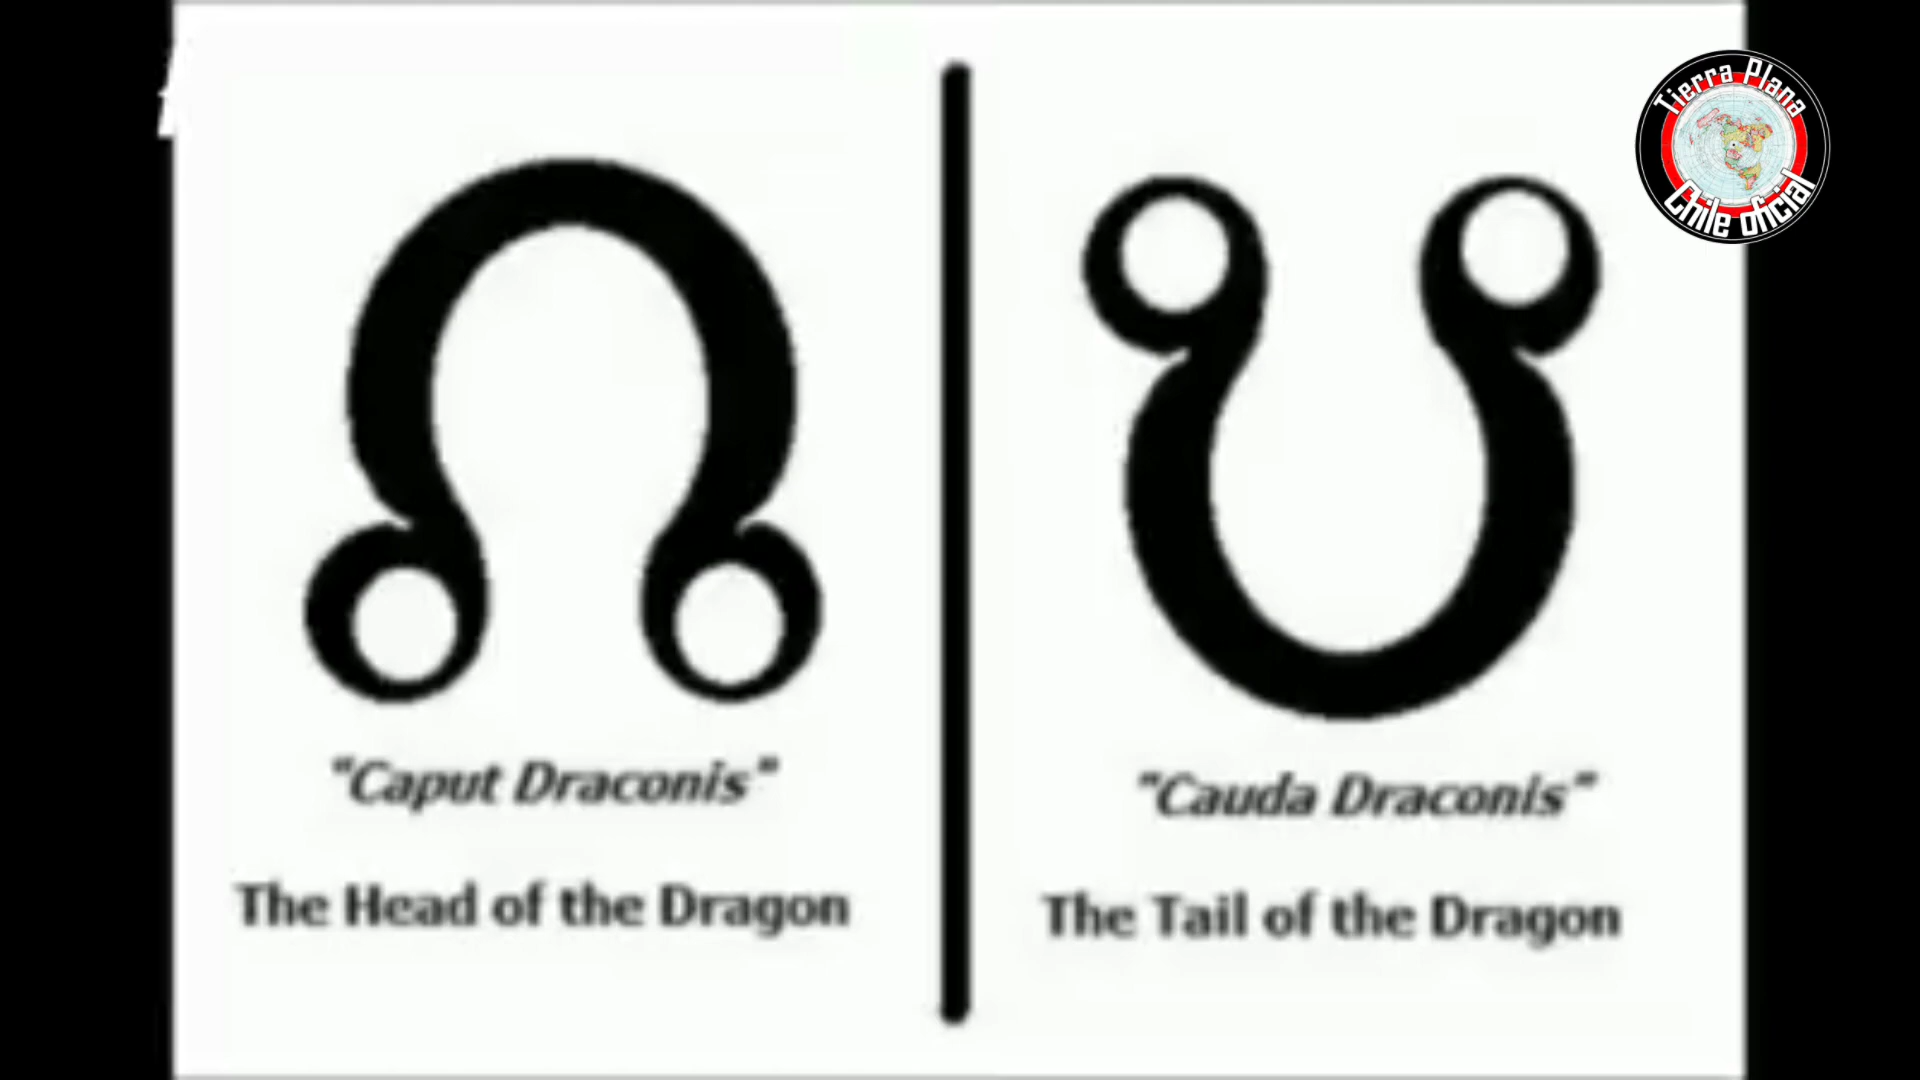 "Caput Draconis"
The Head of the Dragon
"Cauda Draconis"
The Tail of the Dragon
Tierra Plana
Chile oficial